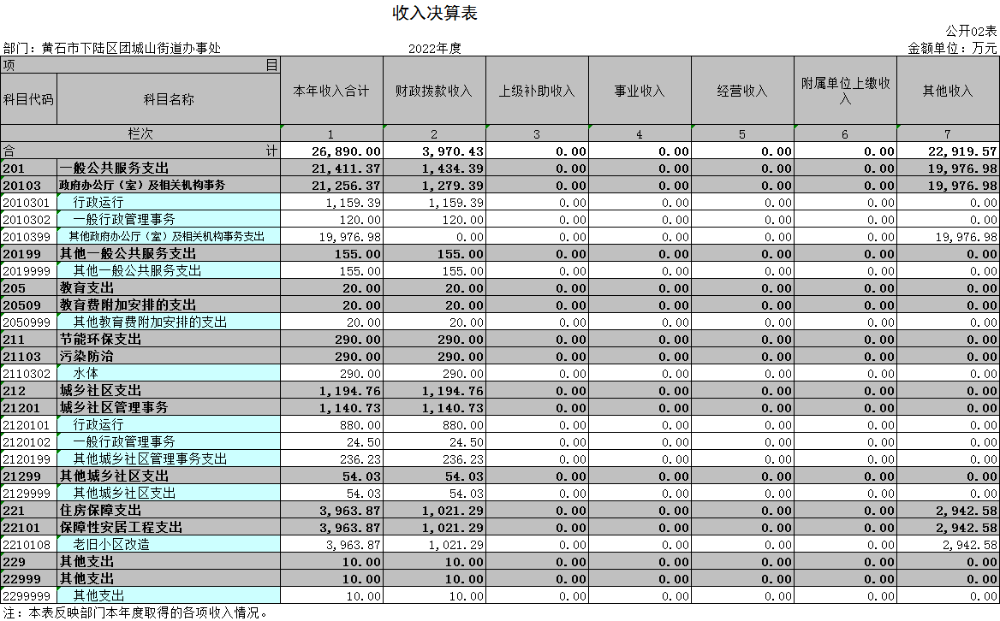 收入决算表
公开02表
部门：黄石市下陆区团城山街道办事处 2022年度 金额单位：万元
项 目 本年收入合计 财政拨款收入 上级补助收入 事业收入 经营收入 附属单位上缴收入 其他收入
科目代码 科目名称
栏次 1 2 3 4 5 6 7
合 计 26,890.00 3,970.43 0.00 0.00 0.00 0.00 22,919.57
201 一般公共服务支出 21,411.37 1,434.39 0.00 0.00 0.00 0.00 19,976.98
20103 政府办公厅（室）及相关机构事务 21,256.37 1,279.39 0.00 0.00 0.00 0.00 19,976.98
2010301 行政运行 1,159.39 1,159.39 0.00 0.00 0.00 0.00 0.00
2010302 一般行政管理事务 120.00 120.00 0.00 0.00 0.00 0.00 0.00
2010399 其他政府办公厅（室）及相关机构事务支出 19,976.98 0.00 0.00 0.00 0.00 0.00 19,976.98
20199 其他一般公共服务支出 155.00 155.00 0.00 0.00 0.00 0.00 0.00
2019999 其他一般公共服务支出 155.00 155.00 0.00 0.00 0.00 0.00 0.00
205 教育支出 20.00 20.00 0.00 0.00 0.00 0.00 0.00
20509 教育费附加安排的支出 20.00 20.00 0.00 0.00 0.00 0.00 0.00
2050999 其他教育费附加安排的支出 20.00 20.00 0.00 0.00 0.00 0.00 0.00
211 节能环保支出 290.00 290.00 0.00 0.00 0.00 0.00 0.00
21103 污染防治 290.00 290.00 0.00 0.00 0.00 0.00 0.00
2110302 水体 290.00 290.00 0.00 0.00 0.00 0.00 0.00
212 城乡社区支出 1,194.76 1,194.76 0.00 0.00 0.00 0.00 0.00
21201 城乡社区管理事务 1,140.73 1,140.73 0.00 0.00 0.00 0.00 0.00
2120101 行政运行 880.00 880.00 0.00 0.00 0.00 0.00 0.00
2120102 一般行政管理事务 24.50 24.50 0.00 0.00 0.00 0.00 0.00
2120199 其他城乡社区管理事务支出 236.23 236.23 0.00 0.00 0.00 0.00 0.00
21299 其他城乡社区支出 54.03 54.03 0.00 0.00 0.00 0.00 0.00
2129999 其他城乡社区支出 54.03 54.03 0.00 0.00 0.00 0.00 0.00
221 住房保障支出 3,963.87 1,021.29 0.00 0.00 0.00 0.00 2,942.58
22101 保障性安居工程支出 3,963.87 1,021.29 0.00 0.00 0.00 0.00 2,942.58
2210108 老旧小区改造 3,963.87 1,021.29 0.00 0.00 0.00 0.00 2,942.58
229 其他支出 10.00 10.00 0.00 0.00 0.00 0.00 0.00
22999 其他支出 10.00 10.00 0.00 0.00 0.00 0.00 0.00
2299999 其他支出 10.00 10.00 0.00 0.00 0.00 0.00 0.00
注：本表反映部门本年度取得的各项收入情况。